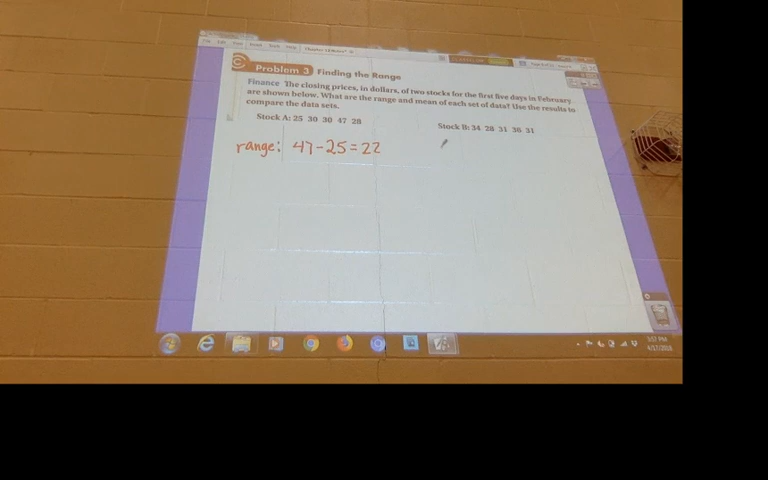 Problem 3 Finding the Range
Finance The closing prices, in dollars, of two stocks for the first five days in February
are shown below. What are the range and mean of each set of data? Use the results to
compare the data sets.
Stock A: 25 30 30 47 28
Stock B: 34 28 31 36 31
range: 47-25=22